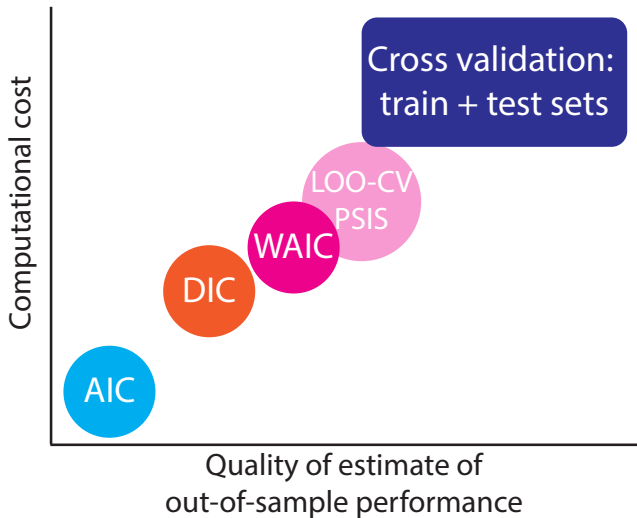 Cross validation:
train + test sets
LOO-CV
PSIS
WAIC
DIC
AIC
Computational cost
Quality of estimate of
out-of-sample performance